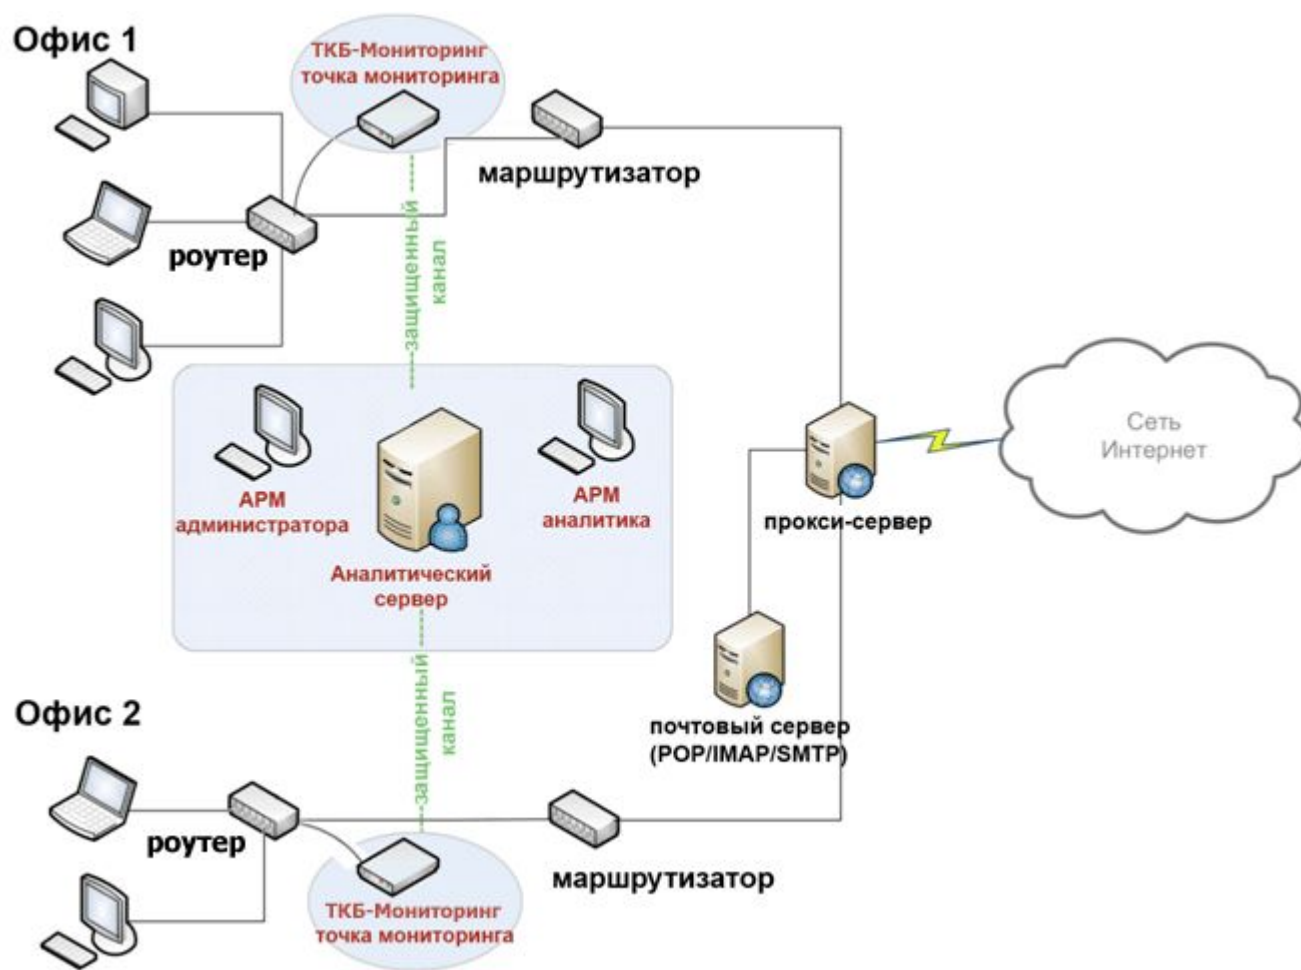 Офис 1
ТКБ-Мониторинг
точка мониторинга
маршрутизатор
роутер
защищенный
канал
АРМ
администратора
Аналитический
сервер
АРМ
аналитика
Сеть
Интернет
прокси-сервер
почтовый сервер
(POP/IMAP/SMTP)
защищенный
канал
Офис 2
роутер
маршрутизатор
ТКБ-Мониторинг
точка мониторинга